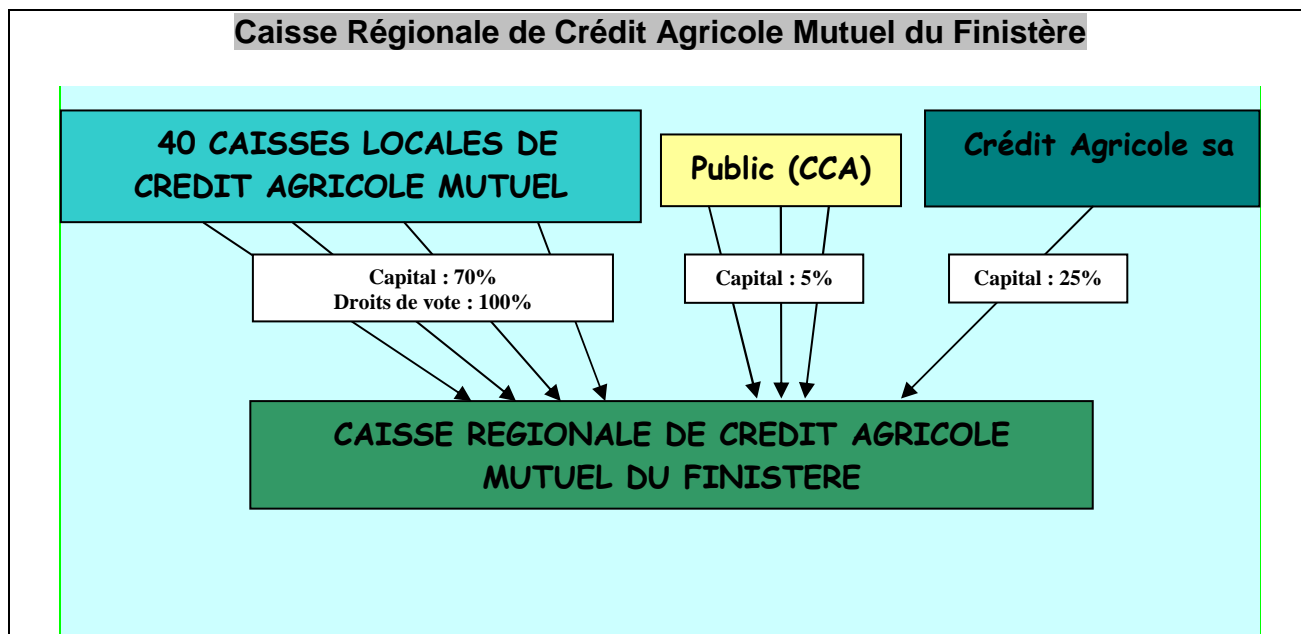 Caisse Régionale de Crédit Agricole Mutuel du Finistère
40 CAISSES LOCALES DE
CREDIT AGRICOLE MUTUEL
Public (CCA)
Crédit Agricole sa
Capital : 70%
Droits de vote : 100%
Capital : 5%
Capital : 25%
CAISSE REGIONALE DE CREDIT AGRICOLE
MUTUEL DU FINISTERE